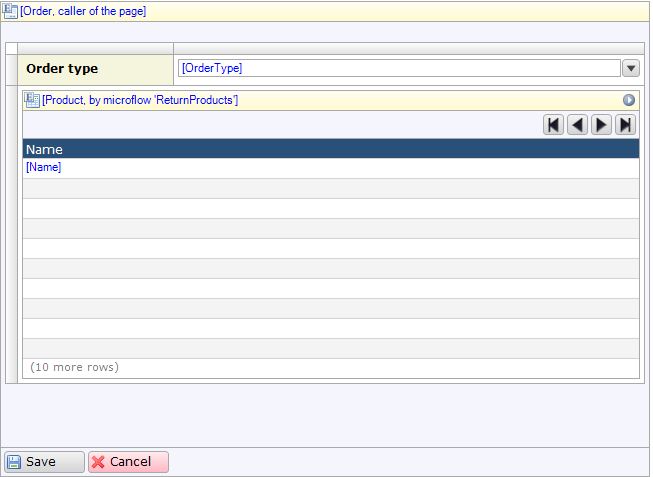 [Order, caller of the page]
Order type
[OrderType]
[Product, by microflow 'ReturnProducts']
Name
[Name]
(10 more rows)
Save
Cancel